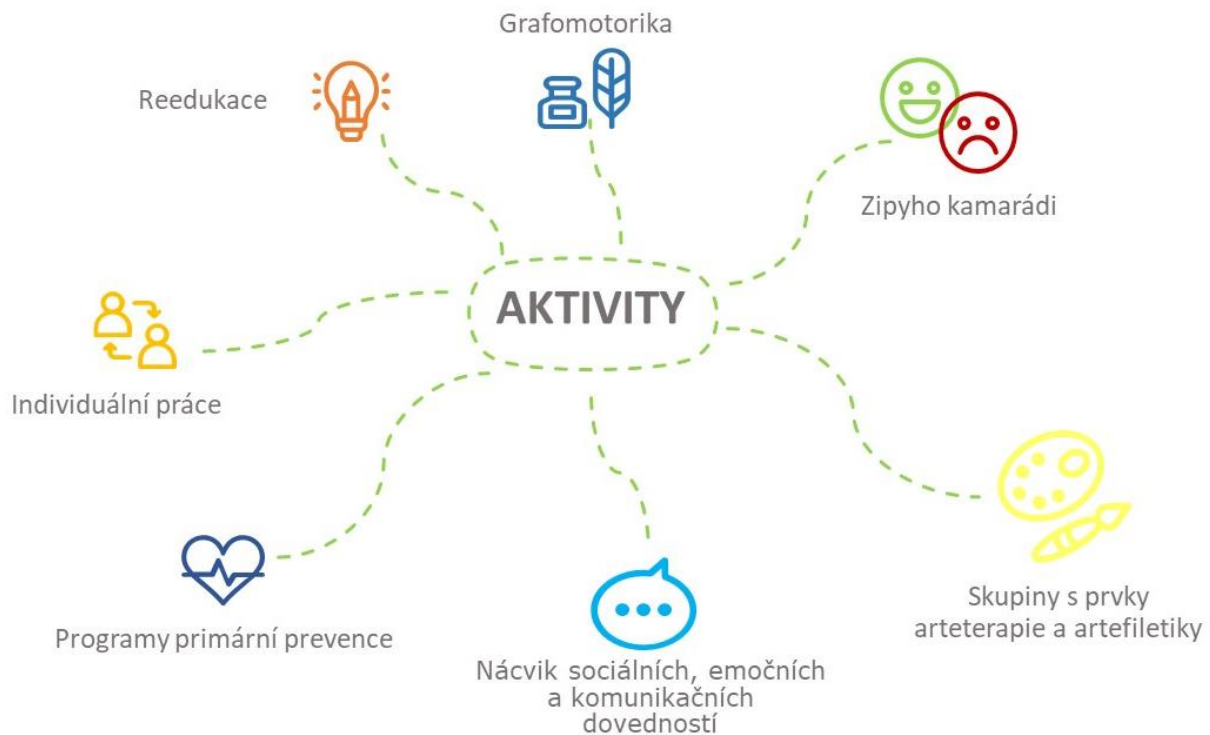 Grafomotorika
Reedukace
Zipyho kamarádi
AKTIVITY
Individuální práce
Skupiny s prvky
arteterapie a artefiletiky
Programy primární prevence
Nácvik sociálních, emočních
a komunikačních
dovedností